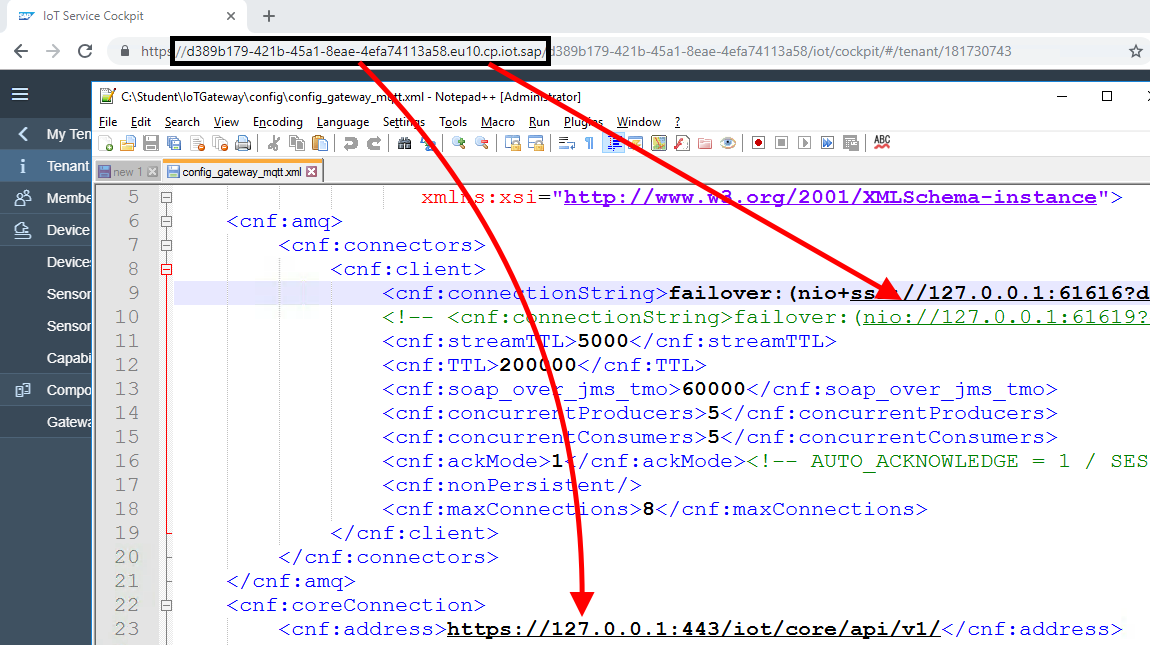 IoT Service Cockpit
https://d389b179-421b-45a1-8eae-4efa74113a58.eu10.cp.iot.sap/d389b179-421b-45a1-8eae-4efa74113a58/iot/cockpit/#/tenant/181730743
C:\Student\IoTGateway\config\config_gateway_mqtt.xml - Notepad++ [Administrator]
File Edit Search View Encoding Language Settings Tools Macro Run Plugins Window ?
new 1 config_gateway_mqtt.xml
My Ten
Tenant
Membe
Device
Device
Sensor
Sensor
Capabi
Compo
Gatewa
5 xmlns:xsi="http://www.w3.org/2001/XMLSchema-instance">
6 <cnf:amq>
7 <cnf:connectors>
8 <cnf:client>
9 <cnf:connectionString>failover:(nio+ss://127.0.0.1:61616?d
10 <!-- <cnf:connectionString>failover:(nio://127.0.0.1:61619?
11 <cnf:streamTTL>5000</cnf:streamTTL>
12 <cnf:TTL>200000</cnf:TTL>
13 <cnf:soap_over_jms_tmo>60000</cnf:soap_over_jms_tmo>
14 <cnf:concurrentProducers>5</cnf:concurrentProducers>
15 <cnf:concurrentConsumers>5</cnf:concurrentConsumers>
16 <cnf:ackMode>1</cnf:ackMode><!-- AUTO_ACKNOWLEDGE = 1 / SES
17 <cnf:nonPersistent/>
18 <cnf:maxConnections>8</cnf:maxConnections>
19 </cnf:client>
20 </cnf:connectors>
21 </cnf:amq>
22 <cnf:coreConnection>
23 <cnf:address>https://127.0.0.1:443/iot/core/api/v1/</cnf:address>